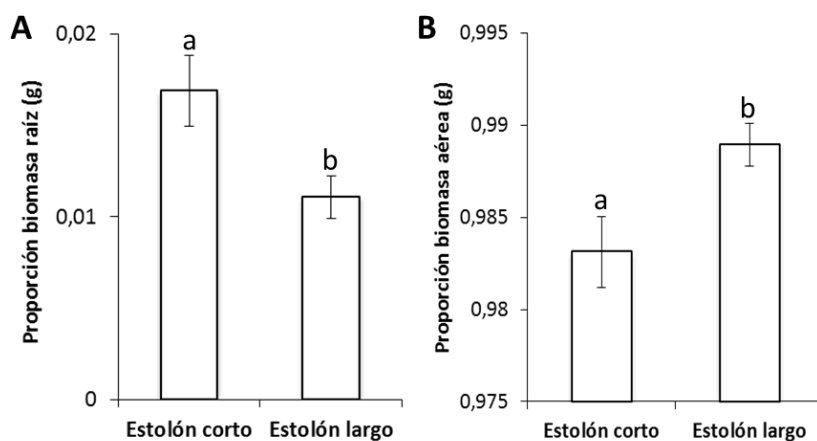 A
Proporción biomasa raíz (g)
0,02
0,01
0
a
b
Estolón corto
Estolón largo
B
Proporción biomasa aérea (g)
0,995
0,99
0,985
0,98
0,975
a
b
Estolón corto
Estolón largo